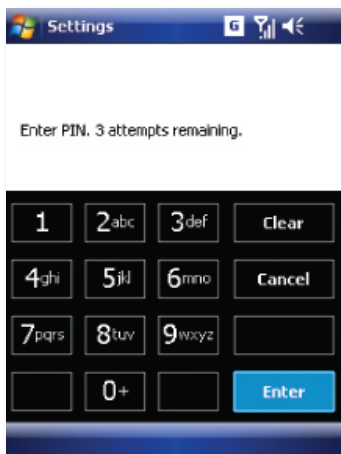 Settings G
Enter PIN. 3 attempts remaining.
1 2abc 3def Clear
4ghi 5jkl 6mno Cancel
7pqrs 8tuv 9wxyz
0+ Enter